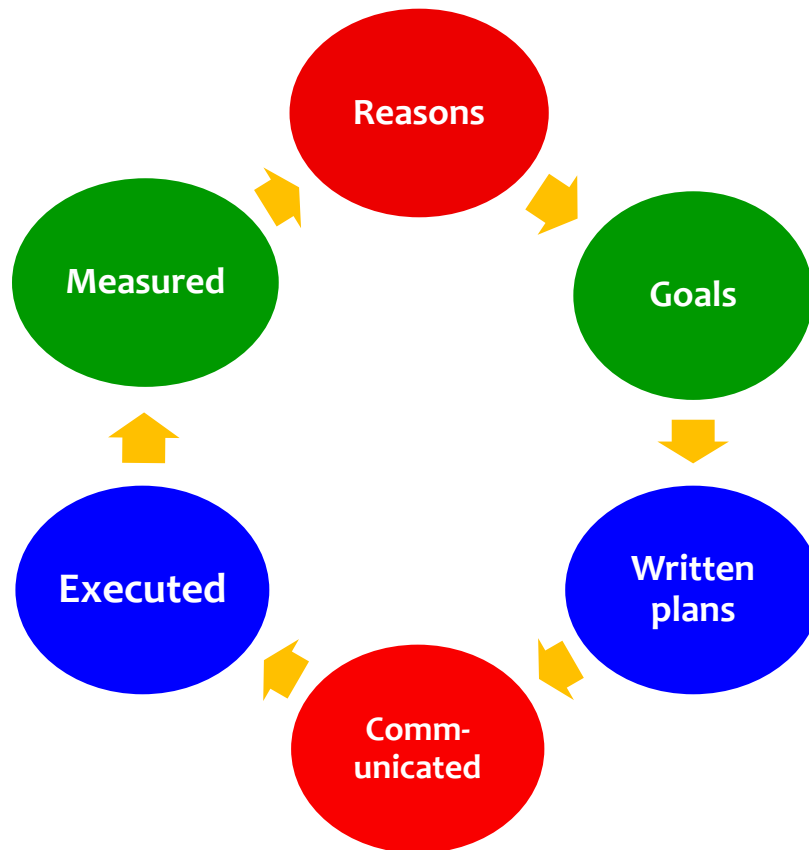 Reasons
Goals
Written
plans
Comm-
unicated
Executed
Measured